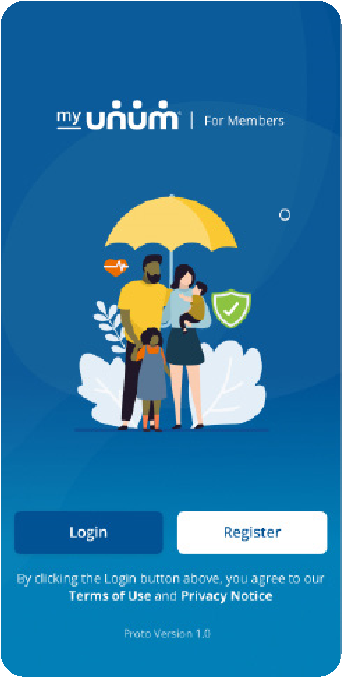 my unum | For Members
Login
Register
By clicking the Login button above, you agree to our
Terms of Use and Privacy Notice
Proto Version 1.0